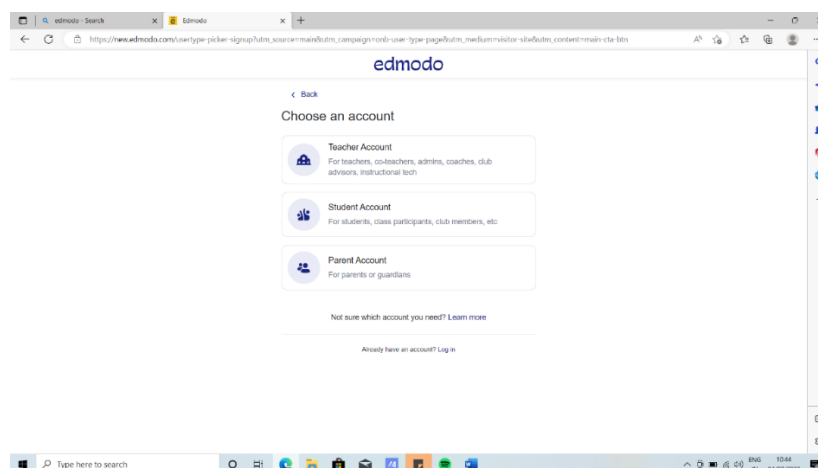 edmodo - Search
Edmodo
https://new.edmodo.com/usertype-picker-signup?utm_source=main&utm_campaign=onb-user-type-page&utm_medium=visitor-site&utm_content=main-cta-btn
edmodo
< Back
Choose an account
Teacher Account
For teachers, co-teachers, admins, coaches, club
advisors, instructional tech
Student Account
For students, class participants, club members, etc
Parent Account
For parents or guardians
Not sure which account you need? Learn more
Already have an account? Log in
Type here to search
ENG
10:44